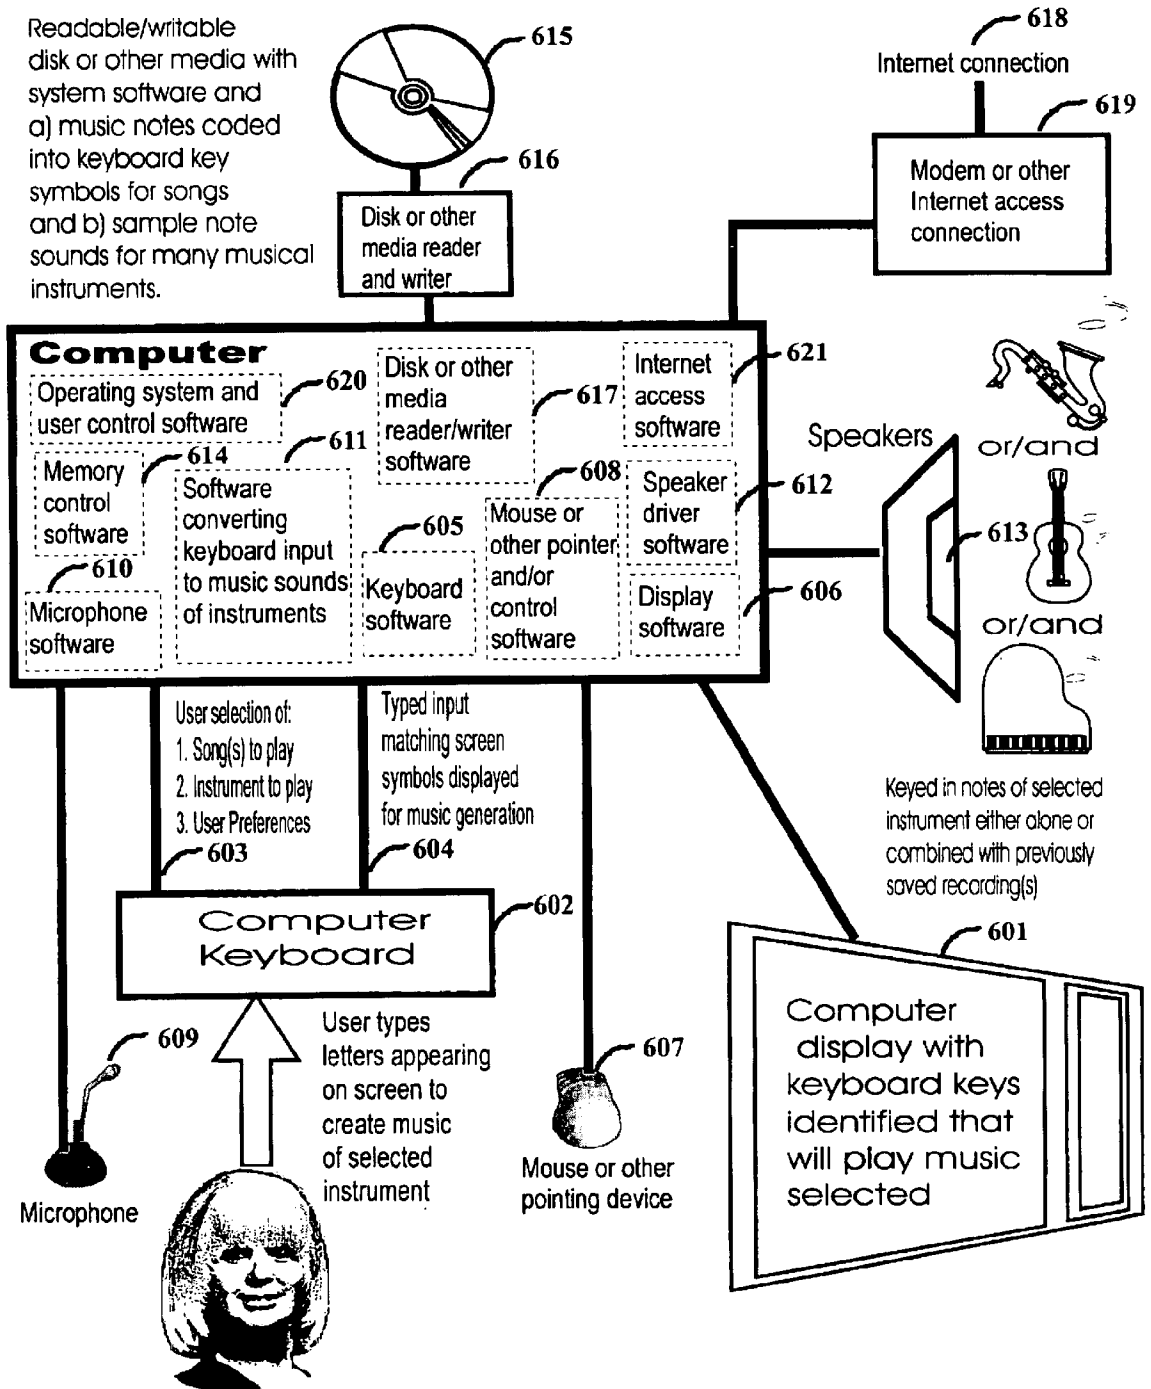 Readable/writable
disk or other media with
system software and
a) music notes coded
into keyboard key
symbols for songs
and b) sample note
sounds for many musical
instruments.
615
616
Disk or other
media reader
and writer
618
Internet connection
619
Modem or other
Internet access
connection
Computer
Operating system and
user control software
620
Disk or other
media
reader/writer
software
617
Internet
access
software
621
Memory
control
software
614
611
Software
converting
keyboard input
to music sounds
of instruments
605
Keyboard
software
608
Mouse or
other pointer
and/or
control
software
Speaker
driver
software
612
Display
software
606
610
Microphone
software
Speakers
613
or/and
or/and
Keyed in notes of selected
instrument either alone or
combined with previously
saved recording(s)
User selection of:
1. Song(s) to play
2. Instrument to play
3. User Preferences
603
Typed input
matching screen
symbols displayed
for music generation
604
Computer
Keyboard
602
609
Microphone
User types
letters appearing
on screen to
create music
of selected
instrument
607
Mouse or other
pointing device
601
Computer
display with
keyboard keys
identified that
will play music
selected